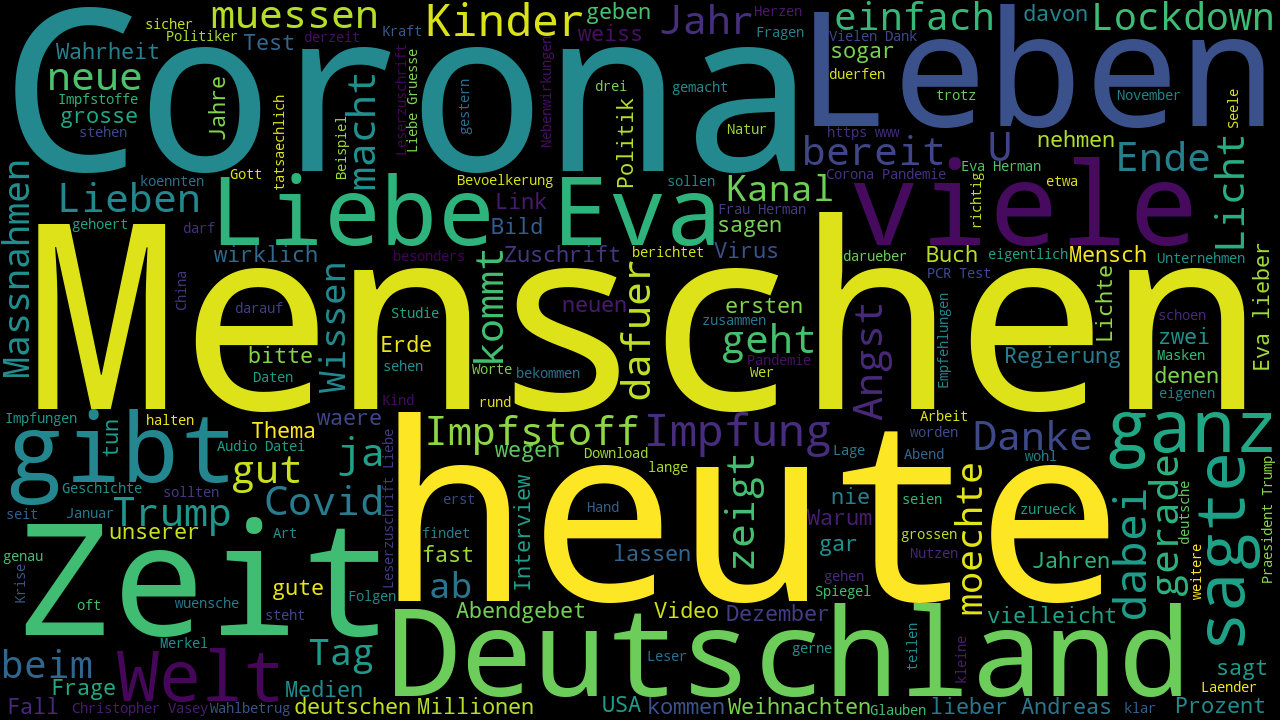 Corona
Leben
Menschen
heute
Zeit
Deutschland
viele
Liebe
Eva
gibt
Welt
ganz
sagte
sicher
Politiker
Wahrheit
Test
derzeit
muessen
Kraft
Kinder
geben
weiss
Jahr
Herzen
Fragen
Vielen Dank
einfach
davon
Lockdown
sogar
duerfen
trotz
November
Seele
neue
Impfstoffe
grosse
stehen
Jahre
tatsaechlich
Beispiel
macht
Leserzuschrift
Liebe Gruesse
gestern
Nebenwirkungen
drei
Politik
gemacht
Natur
https www
bereit
U
nehmen
Ende
Licht
Massnahmen
koennten
Gott
Lieben
gehoert
darf
Bevoelkerung
Link
Bild
sollen
Kanal
Corona Pandemie
Frau Herman
sagen
Eva Herman
richtig
etwa
wirklich
besonders
Zuschrift
berichtet
Virus
darueber
Buch
eigentlich
Mensch
Unternehmen
PCR Test
China
darauf
Wissen
Studie
kommt
neuen
dafuer
ersten
zusammen
Angst
Empfehlungen
Lichte
schoen
Eva lieber
bitte
Daten
Erde
sehen
Worte
bekommen
geht
Pandemie
Wer
Regierung
zwei
Masken
denen
eigenen
Kind
rund
Impfungen
halten
tun
Thema
waere
Audio Datei
ja
Leserzuschrift Liebe
Impfstoff
wegen
Download
Impfung
lange
Lage
Arbeit
worden
Abend
Danke
wohl
gut
Geschichte
sollten
Covid
erst
Interview
Hand
zeigt
nie
seien
moechte
zurueck
dabei
gerade
deutsche
Praesident Trump
seit
Januar
Trump
unserer
Art
findet
fast
lassen
Warum
gar
grossen
Nutzen
Jahren
weitere
genau
Krise
oft
wuensche
gute
steht
Folgen
ab
Abendgebet
Video
Dezember
gehen
Spiegel
vielleicht
Merkel
Tag
Leser
gerne
teilen
kleine
beim
Frage
Medien
sagt
Laender
Fall
Christopher Vasey
Wahlbetrug
deutschen
Millionen
USA
kommen
Weihnachten
Glauben
lieber Andreas
klar
Prozent